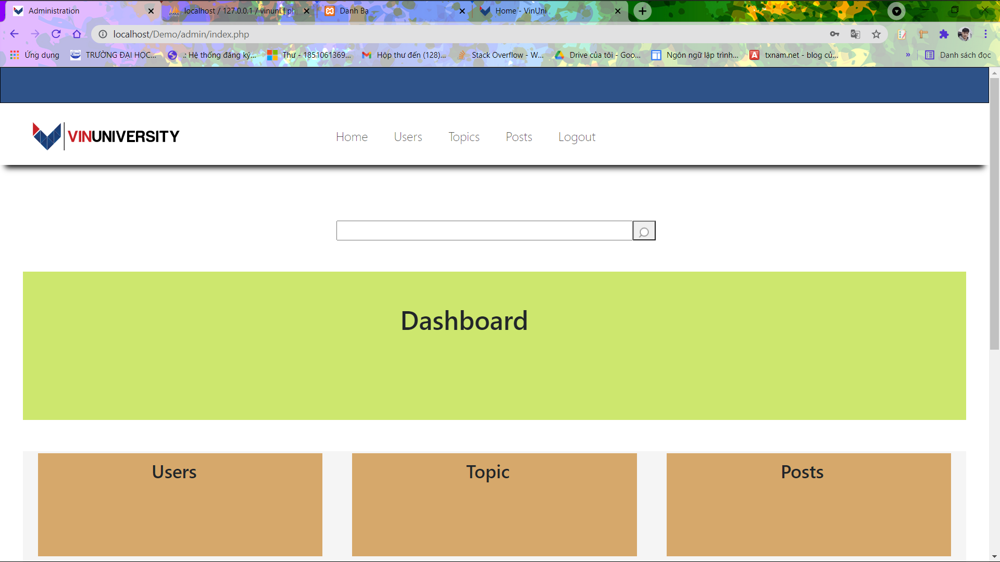 Administration
localhost / 127.0.0.1 / vinuni | ph
Danh Bạ
Home - VinUni
localhost/Demo/admin/index.php
Ứng dụng
TRƯỜNG ĐẠI HỌC...
.: Hệ thống đăng ký...
Thư - 1851061369...
Hộp thư đến (128)...
Stack Overflow - W...
Drive của tôi - Goo...
Ngôn ngữ lập trình...
txnam.net - blog củ...
»
Danh sách đọc
VINUNIVERSITY
Home
Users
Topics
Posts
Logout
Dashboard
Users
Topic
Posts